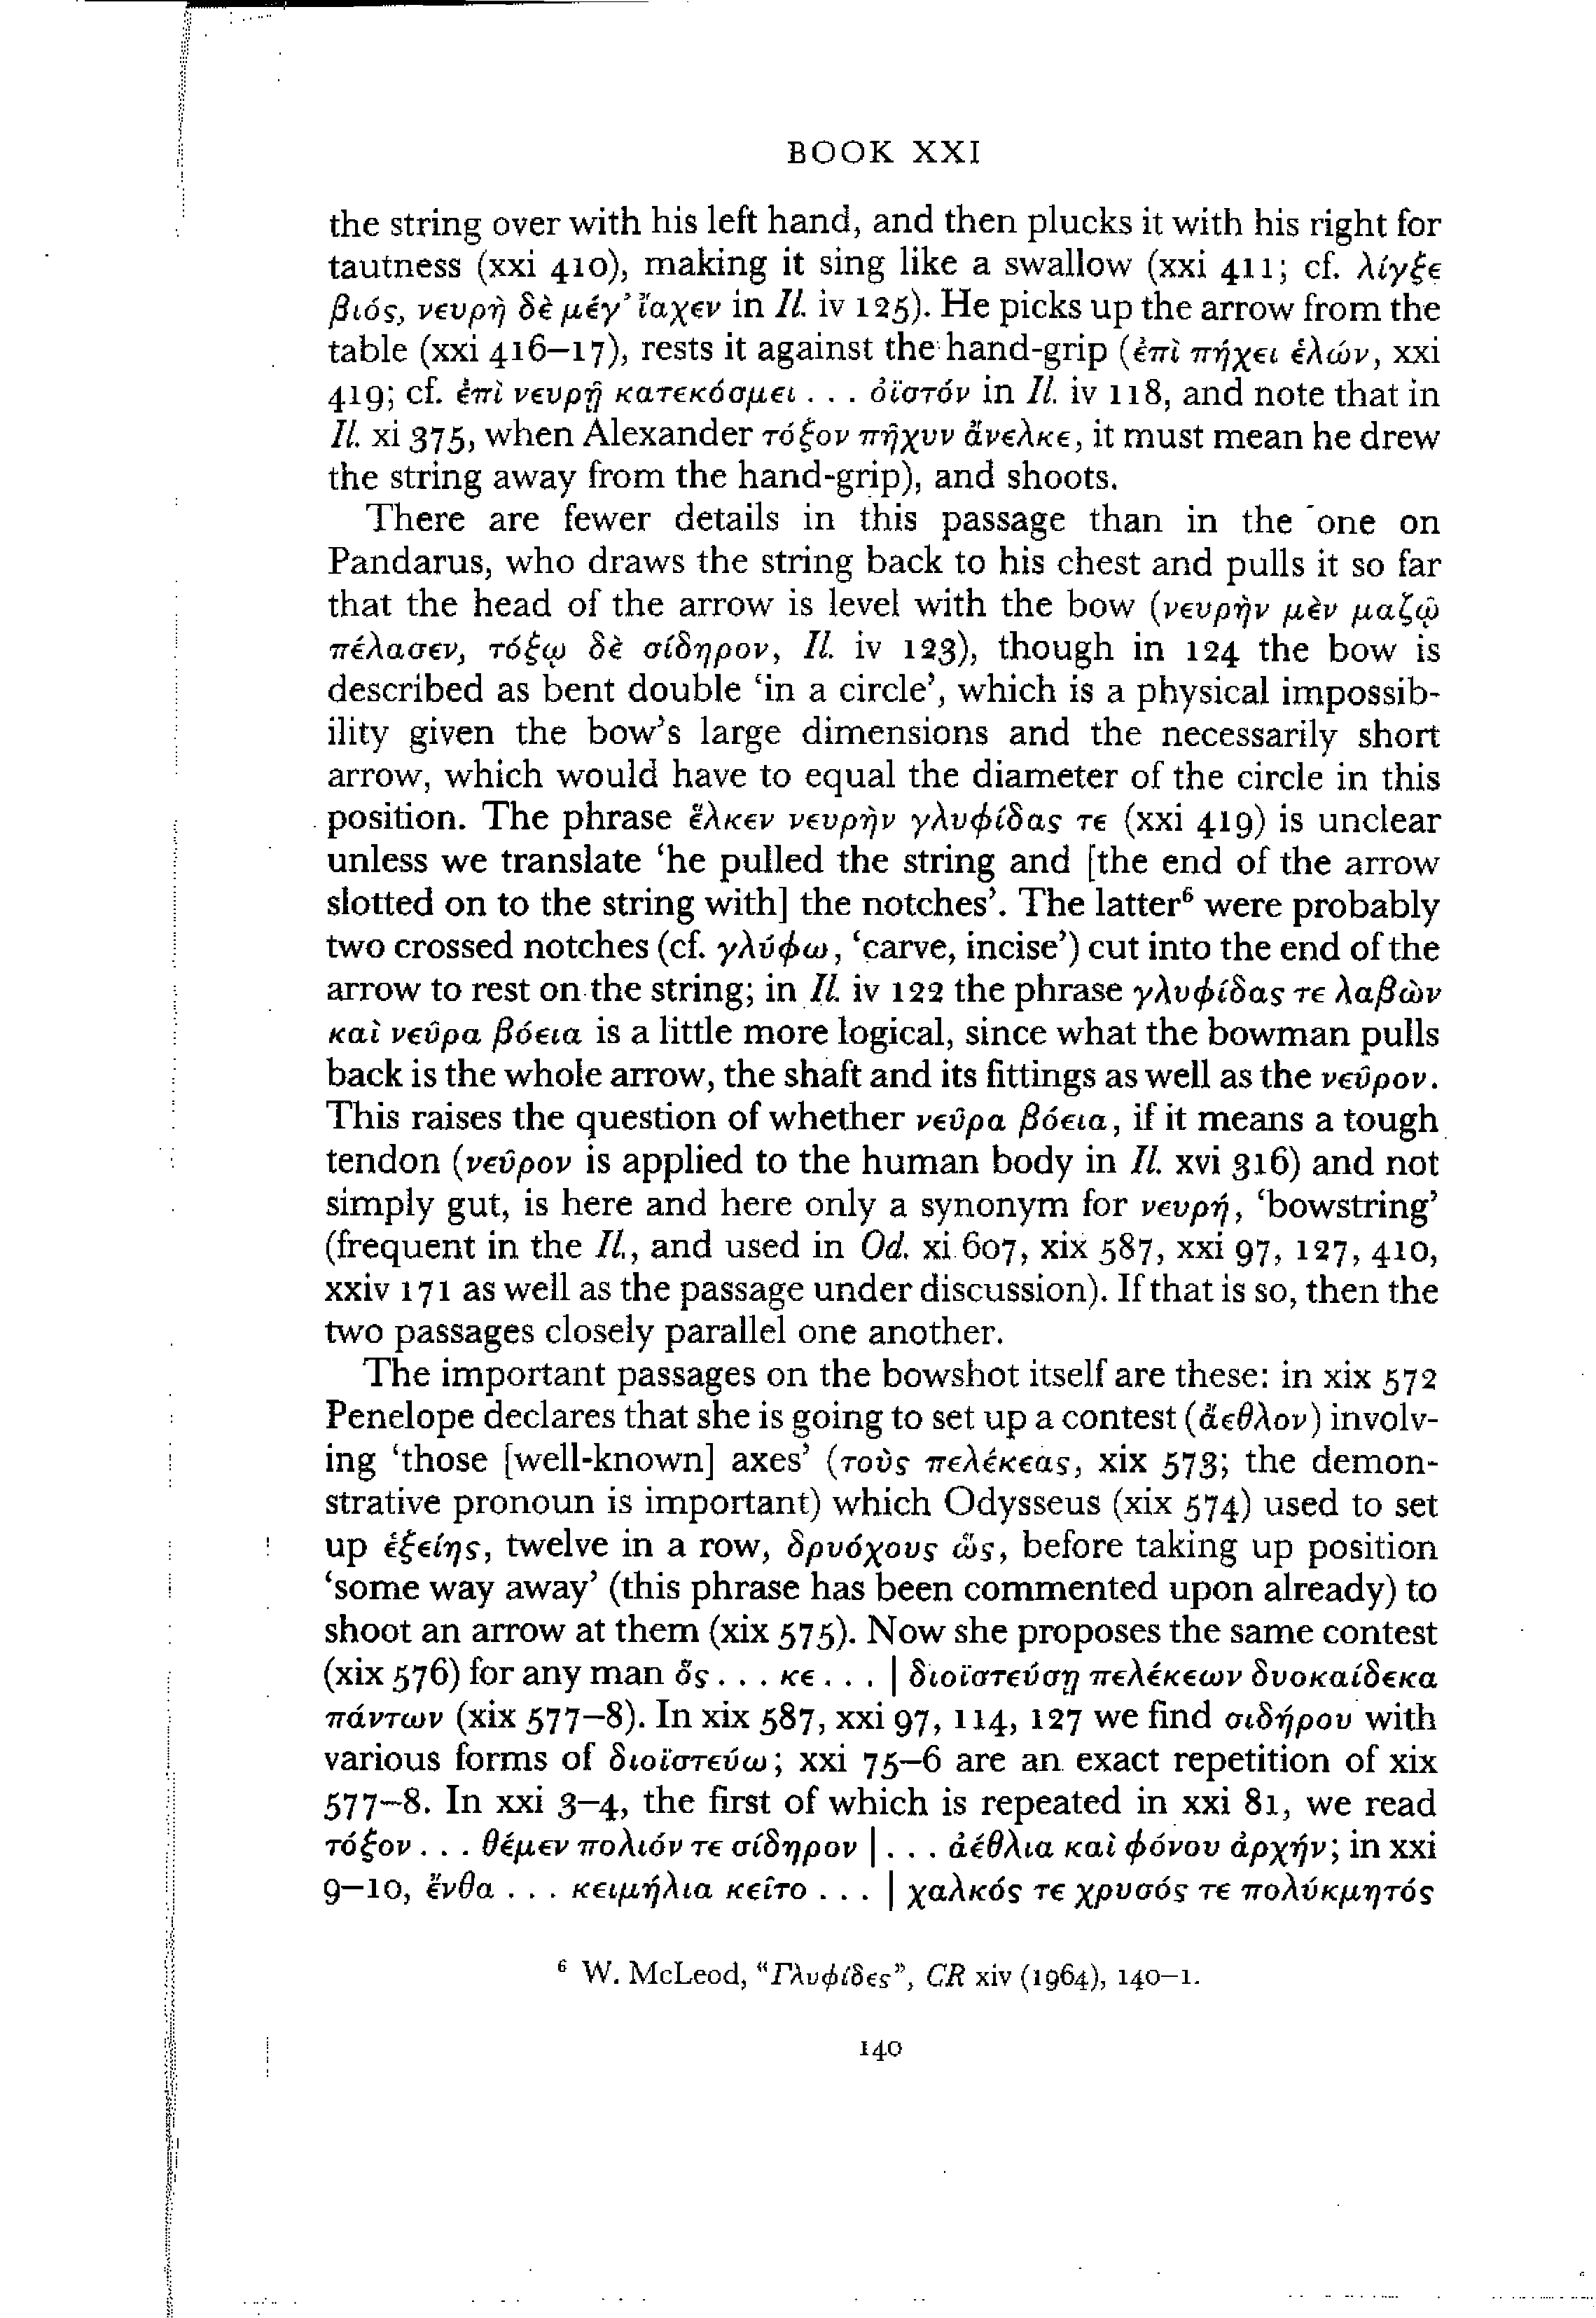 BOOK XXI
the string over with his left hand, and then plucks it with his right for
tautness (xxi 410), making it sing like a swallow (xxi 411; cf. λίγξε
βιός, νευρὴ δὲ μέγ' ἴαχεν in Il. iv 125). He picks up the arrow from the
table (xxi 416–17), rests it against the hand-grip (ἐπὶ πήχει ἑλών, xxi
419; cf. ἐπὶ νευρῇ κατεκόσμει . . . ὀϊστόν in Il. iv 118, and note that in
Il. xi 375, when Alexander τόξον πῆχυν ἄνελκε, it must mean he drew
the string away from the hand-grip), and shoots.
There are fewer details in this passage than in the one on
Pandarus, who draws the string back to his chest and pulls it so far
that the head of the arrow is level with the bow (νευρὴν μὲν μαζῷ
πέλασεν, τόξῳ δὲ σίδηρον, Il. iv 123), though in 124 the bow is
described as bent double ‘in a circle’, which is a physical impossib-
ility given the bow’s large dimensions and the necessarily short
arrow, which would have to equal the diameter of the circle in this
position. The phrase ἕλκεν νευρὴν γλυφίδας τε (xxi 419) is unclear
unless we translate ‘he pulled the string and [the end of the arrow
slotted on to the string with] the notches’. The latter⁶ were probably
two crossed notches (cf. γλύφω, ‘carve, incise’) cut into the end of the
arrow to rest on the string; in Il. iv 122 the phrase γλυφίδας τε λαβὼν
καὶ νεῦρα βόεια is a little more logical, since what the bowman pulls
back is the whole arrow, the shaft and its fittings as well as the νεῦρον.
This raises the question of whether νεῦρα βόεια, if it means a tough
tendon (νεῦρον is applied to the human body in Il. xvi 316) and not
simply gut, is here and here only a synonym for νευρή, ‘bowstring’
(frequent in the Il., and used in Od. xi 607, xix 587, xxi 97, 127, 410,
xxiv 171 as well as the passage under discussion). If that is so, then the
two passages closely parallel one another.
The important passages on the bowshot itself are these: in xix 572
Penelope declares that she is going to set up a contest (ἄεθλον) involv-
ing ‘those [well-known] axes’ (τοὺς πελέκεας, xix 573; the demon-
strative pronoun is important) which Odysseus (xix 574) used to set
up ἑξείης, twelve in a row, δρυόχους ὥς, before taking up position
‘some way away’ (this phrase has been commented upon already) to
shoot an arrow at them (xix 575). Now she proposes the same contest
(xix 576) for any man ὅς . . . κε . . . | διοϊστεύσῃ πελέκεων δυοκαίδεκα
πάντων (xix 577–8). In xix 587, xxi 97, 114, 127 we find σιδήρου with
various forms of διοϊστεύω; xxi 75–6 are an exact repetition of xix
577–8. In xxi 3–4, the first of which is repeated in xxi 81, we read
τόξον . . . θέμεν πολιόν τε σίδηρον | . . . ἀέθλια καὶ φόνου ἀρχήν; in xxi
9–10, ἔνθα . . . κειμήλια κεῖτο . . . | χαλκός τε χρυσός τε πολύκμητός
⁶ W. McLeod, “Γλυφίδες”, CR xiv (1964), 140–1.
140